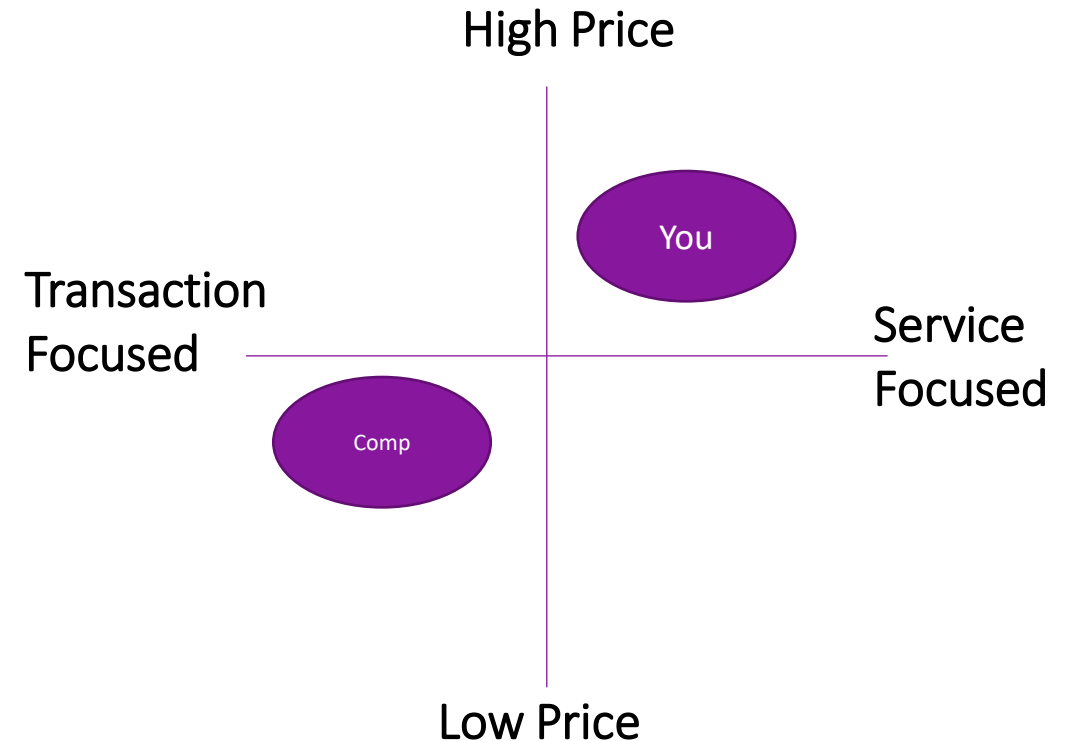 High Price
You
Transaction
Focused
Service
Focused
Comp
Low Price